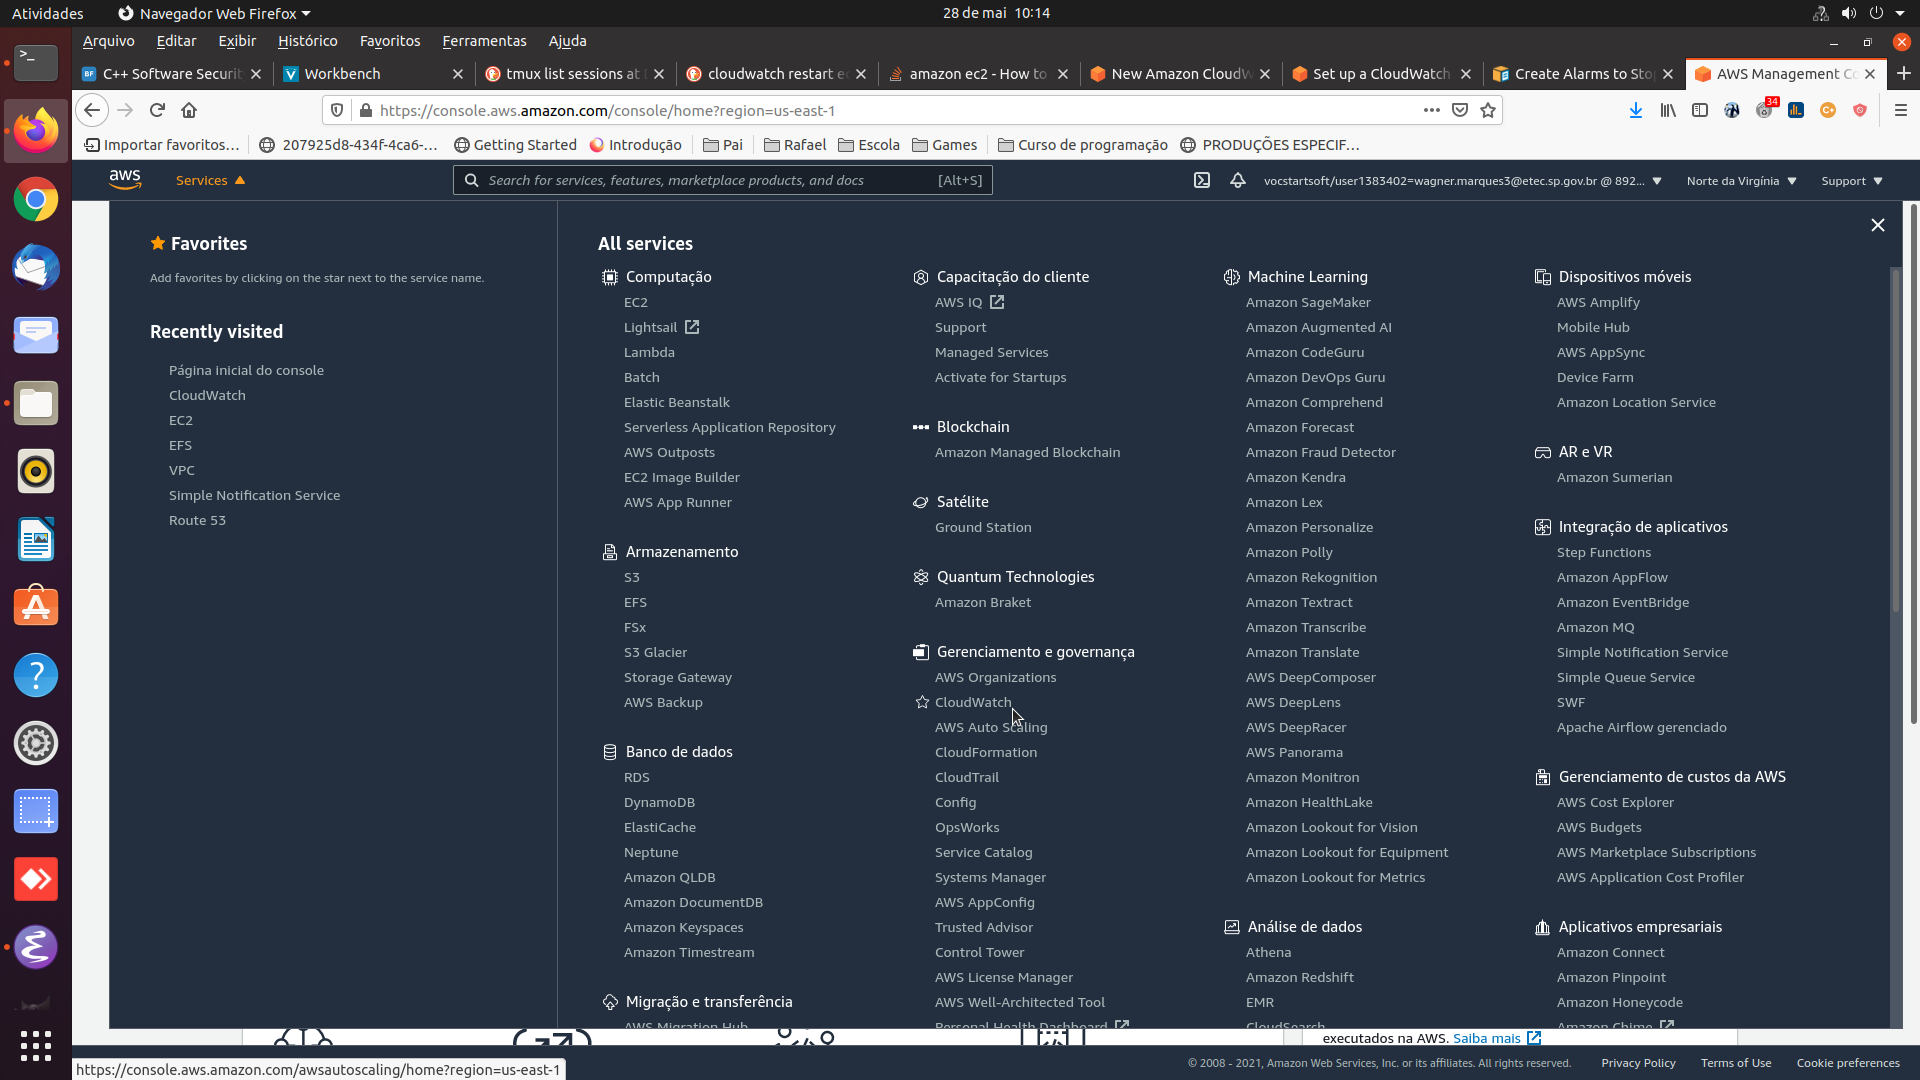 Atividades
Navegador Web Firefox
28 de mai 10:14
Arquivo Editar Exibir Histórico Favoritos Ferramentas Ajuda
C++ Software Securit
Workbench
tmux list sessions at
cloudwatch restart e
amazon ec2 - How to
New Amazon CloudW
Set up a CloudWatch
Create Alarms to Sto
AWS Management Co
https://console.aws.amazon.com/console/home?region=us-east-1
34
Importar favoritos...
207925d8-434f-4ca6-...
Getting Started
Introdução
Pai
Rafael
Escola
Games
Curso de programação
PRODUÇÕES ESPECIF...
aws
Services
Search for services, features, marketplace products, and docs [Alt+S]
vocstartsoft/user1383402=wagner.marques3@etec.sp.gov.br @ 892...
Norte da Virgínia
Support
Favorites
Add favorites by clicking on the star next to the service name.
Recently visited
Página inicial do console
CloudWatch
EC2
EFS
VPC
Simple Notification Service
Route 53
All services
Computação
EC2
Lightsail
Lambda
Batch
Elastic Beanstalk
Serverless Application Repository
AWS Outposts
EC2 Image Builder
AWS App Runner
Armazenamento
S3
EFS
FSx
S3 Glacier
Storage Gateway
AWS Backup
Banco de dados
RDS
DynamoDB
ElastiCache
Neptune
Amazon QLDB
Amazon DocumentDB
Amazon Keyspaces
Amazon Timestream
Migração e transferência
AWS Migration Hub
Capacitação do cliente
AWS IQ
Support
Managed Services
Activate for Startups
Blockchain
Amazon Managed Blockchain
Satélite
Ground Station
Quantum Technologies
Amazon Braket
Gerenciamento e governança
AWS Organizations
CloudWatch
AWS Auto Scaling
CloudFormation
CloudTrail
Config
OpsWorks
Service Catalog
Systems Manager
AWS AppConfig
Trusted Advisor
Control Tower
AWS License Manager
AWS Well-Architected Tool
Personal Health Dashboard
Machine Learning
Amazon SageMaker
Amazon Augmented AI
Amazon CodeGuru
Amazon DevOps Guru
Amazon Comprehend
Amazon Forecast
Amazon Fraud Detector
Amazon Kendra
Amazon Lex
Amazon Personalize
Amazon Polly
Amazon Rekognition
Amazon Textract
Amazon Transcribe
Amazon Translate
AWS DeepComposer
AWS DeepLens
AWS DeepRacer
AWS Panorama
Amazon Monitron
Amazon HealthLake
Amazon Lookout for Vision
Amazon Lookout for Equipment
Amazon Lookout for Metrics
Análise de dados
Athena
Amazon Redshift
EMR
CloudSearch
Dispositivos móveis
AWS Amplify
Mobile Hub
AWS AppSync
Device Farm
Amazon Location Service
AR e VR
Amazon Sumerian
Integração de aplicativos
Step Functions
Amazon AppFlow
Amazon EventBridge
Amazon MQ
Simple Notification Service
Simple Queue Service
SWF
Apache Airflow gerenciado
Gerenciamento de custos da AWS
AWS Cost Explorer
AWS Budgets
AWS Marketplace Subscriptions
AWS Application Cost Profiler
Aplicativos empresariais
Amazon Connect
Amazon Pinpoint
Amazon Honeycode
Amazon Chime
executados na AWS. Saiba mais
© 2008 - 2021, Amazon Web Services, Inc. or its affiliates. All rights reserved. Privacy Policy Terms of Use Cookie preferences
https://console.aws.amazon.com/awsautoscaling/home?region=us-east-1